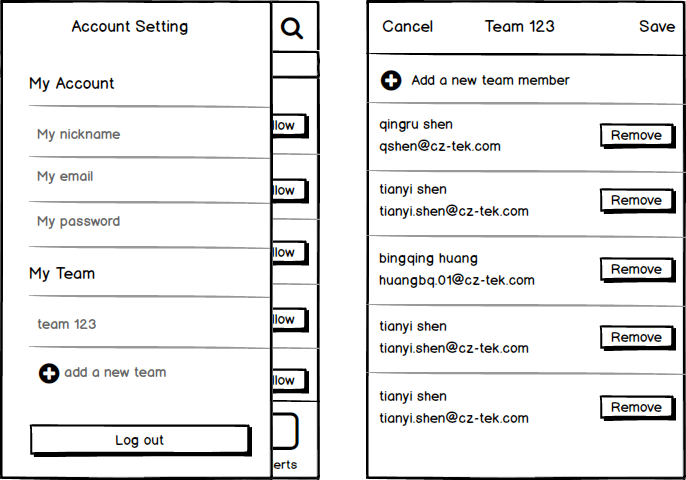 Account Setting
My Account
My nickname
My email
My password
My Team
team 123
add a new team
Log out
llow
llow
llow
llow
llow
erts
Cancel Team 123 Save
Add a new team member
qingru shen
qshen@cz-tek.com
Remove
tianyi shen
tianyi.shen@cz-tek.com
Remove
bingqing huang
huangbq.01@cz-tek.com
Remove
tianyi shen
tianyi.shen@cz-tek.com
Remove
tianyi shen
tianyi.shen@cz-tek.com
Remove